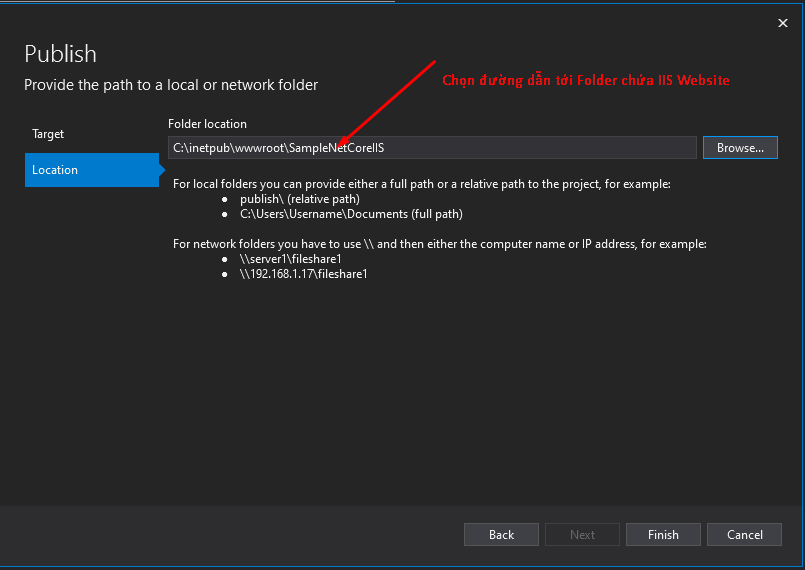 Publish
Provide the path to a local or network folder
Chọn đường dẫn tới Folder chứa IIS Website
Target
Location
Folder location
C:\inetpub\wwwroot\SampleNetCoreIIS
Browse...
For local folders you can provide either a full path or a relative path to the project, for example:
● publish\ (relative path)
● C:\Users\Username\Documents (full path)
For network folders you have to use \\ and then either the computer name or IP address, for example:
● \\server1\fileshare1
● \\192.168.1.17\fileshare1
Back
Next
Finish
Cancel